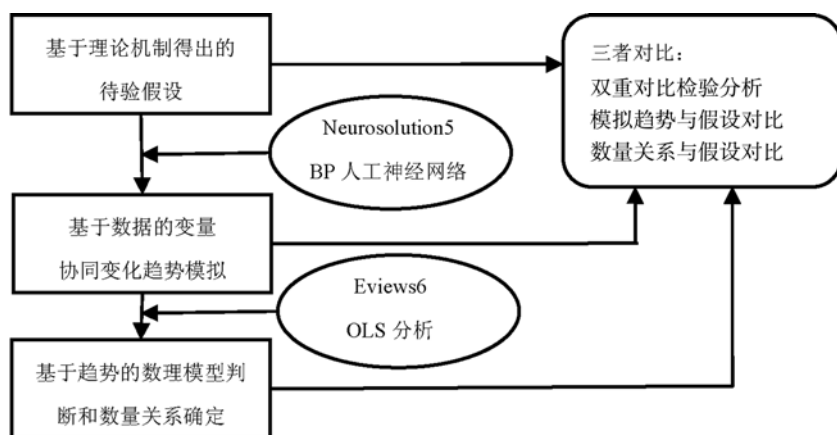 基于理论机制得出的
待验假设
三者对比：
双重对比检验分析
模拟趋势与假设对比
数量关系与假设对比
Neurosolution5
BP 人工神经网络
基于数据的变量
协同变化趋势模拟
Eviews6
OLS 分析
基于趋势的数理模型判
断和数量关系确定